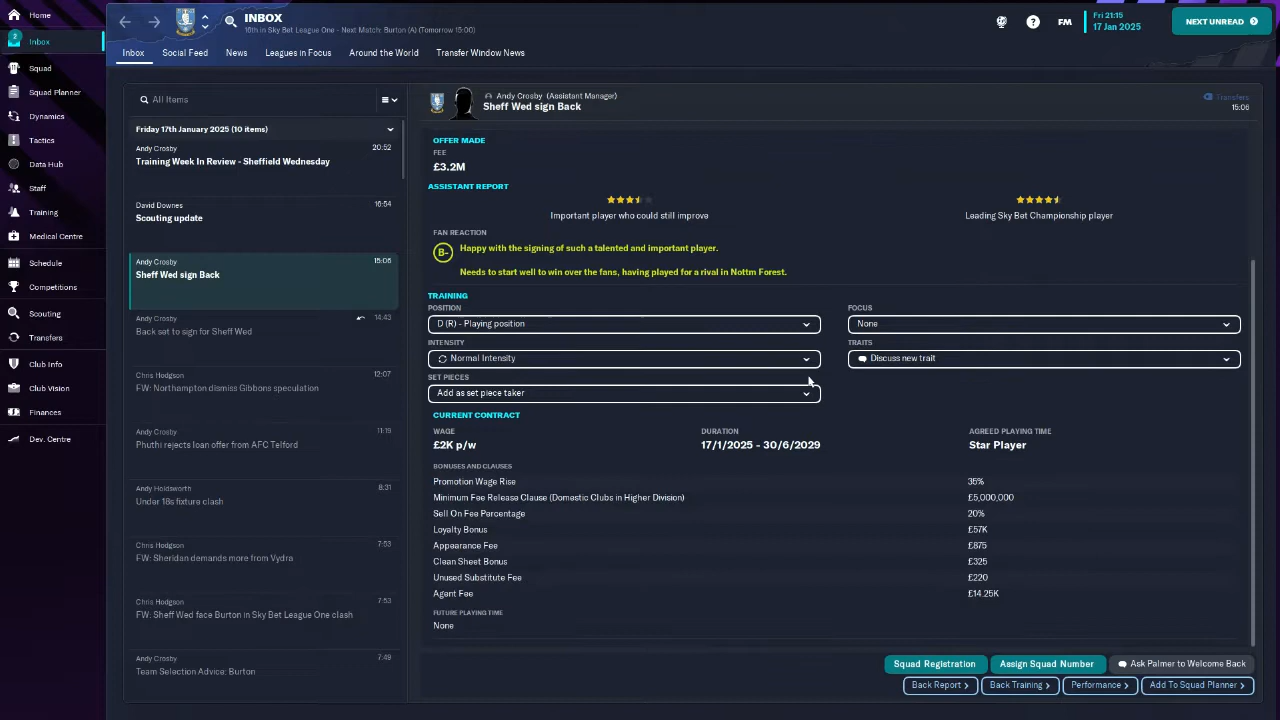 Home
INBOX
16th in Sky Bet League One - Next Match: Burton (A) (Tomorrow 15:00)
?
FM
Fri 21:15
17 Jan 2025
NEXT UNREAD
2
Inbox
Squad
Squad Planner
Dynamics
Tactics
Data Hub
Staff
Training
Medical Centre
Schedule
Competitions
Scouting
Transfers
Club Info
Club Vision
Finances
Dev. Centre
Inbox
Social Feed
News
Leagues in Focus
Around the World
Transfer Window News
All Items
Friday 17th January 2025 (10 items)
Andy Crosby 20:52
Training Week In Review - Sheffield Wednesday
David Downes 16:54
Scouting update
Andy Crosby 15:06
Sheff Wed sign Back
Andy Crosby 14:43
Back set to sign for Sheff Wed
Chris Hodgson 12:07
FW: Northampton dismiss Gibbons speculation
Andy Crosby 11:15
Phuthi rejects loan offer from AFC Telford
Andy Holdsworth 8:31
Under 18s fixture clash
Chris Hodgson 7:53
FW: Sheridan demands more from Vydra
Chris Hodgson 7:53
FW: Sheff Wed face Burton in Sky Bet League One clash
Andy Crosby 7:49
Team Selection Advice: Burton
Andy Crosby (Assistant Manager)
Sheff Wed sign Back
Transfers
15:06
OFFER MADE
FEE
£3.2M
ASSISTANT REPORT
Important player who could still improve
Leading Sky Bet Championship player
FAN REACTION
B-
Happy with the signing of such a talented and important player.
Needs to start well to win over the fans, having played for a rival in Nottm Forest.
TRAINING
POSITION
D (R) - Playing position
FOCUS
None
INTENSITY
Normal Intensity
TRAITS
Discuss new trait
SET PIECES
Add as set piece taker
CURRENT CONTRACT
WAGE
£2K p/w
DURATION
17/1/2025 - 30/6/2029
AGREED PLAYING TIME
Star Player
BONUSES AND CLAUSES
Promotion Wage Rise 35%
Minimum Fee Release Clause (Domestic Clubs in Higher Division) £5,000,000
Sell On Fee Percentage 20%
Loyalty Bonus £57K
Appearance Fee £875
Clean Sheet Bonus £325
Unused Substitute Fee £220
Agent Fee £14.25K
FUTURE PLAYING TIME
None
Squad Registration
Assign Squad Number
Ask Palmer to Welcome Back
Back Report >
Back Training >
Performance >
Add To Squad Planner >